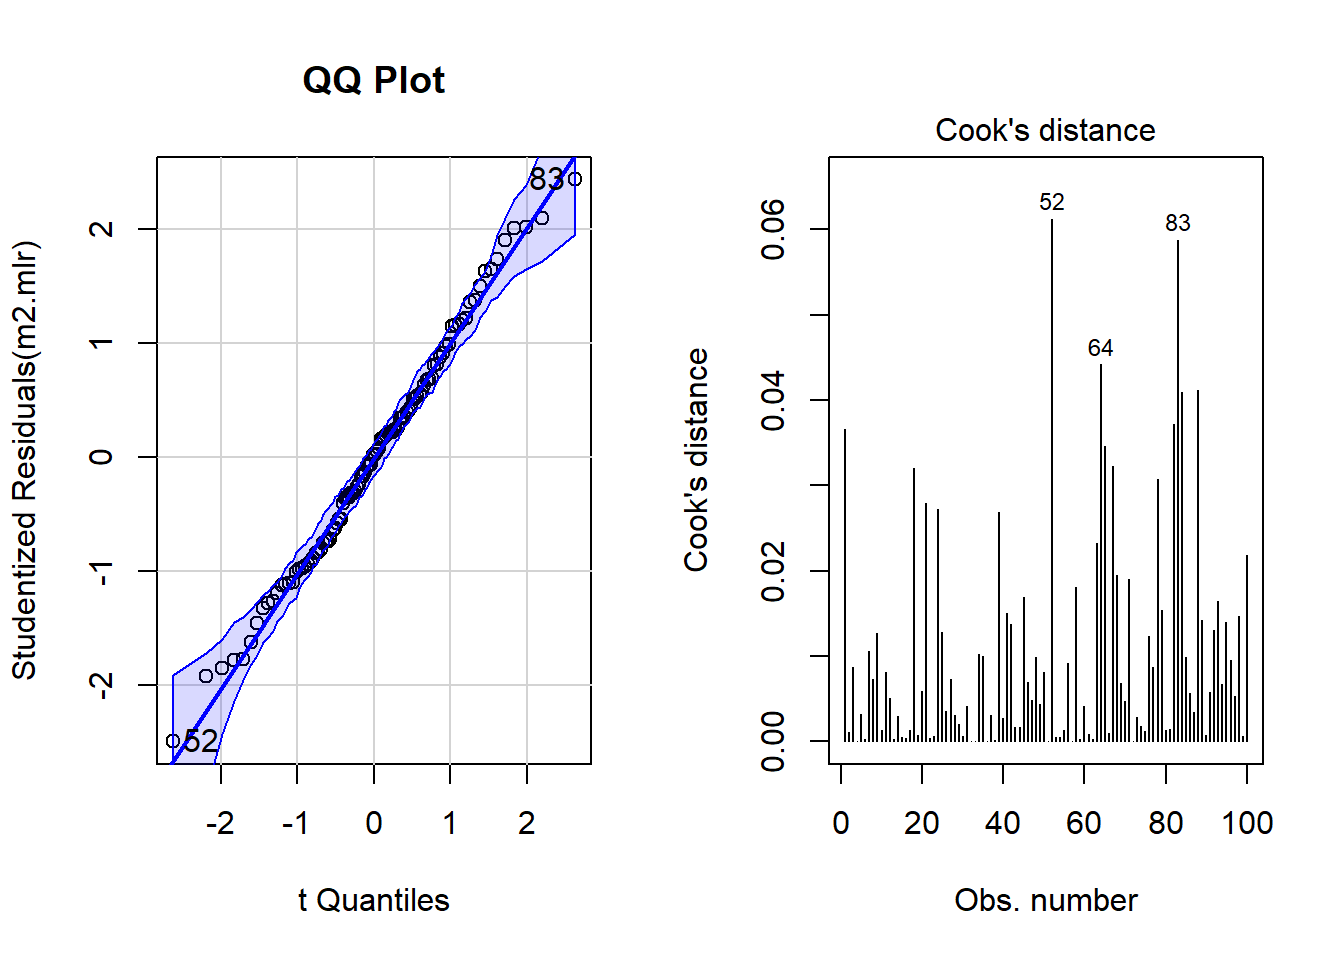 QQ Plot
Studentized Residuals(m2.mlr)
2
1
0
-1
-2
83
52
-2 -1 0 1 2
t Quantiles
Cook's distance
Cook's distance
0.06
0.04
0.02
0.00
52
83
64
0 20 40 60 80 100
Obs. number